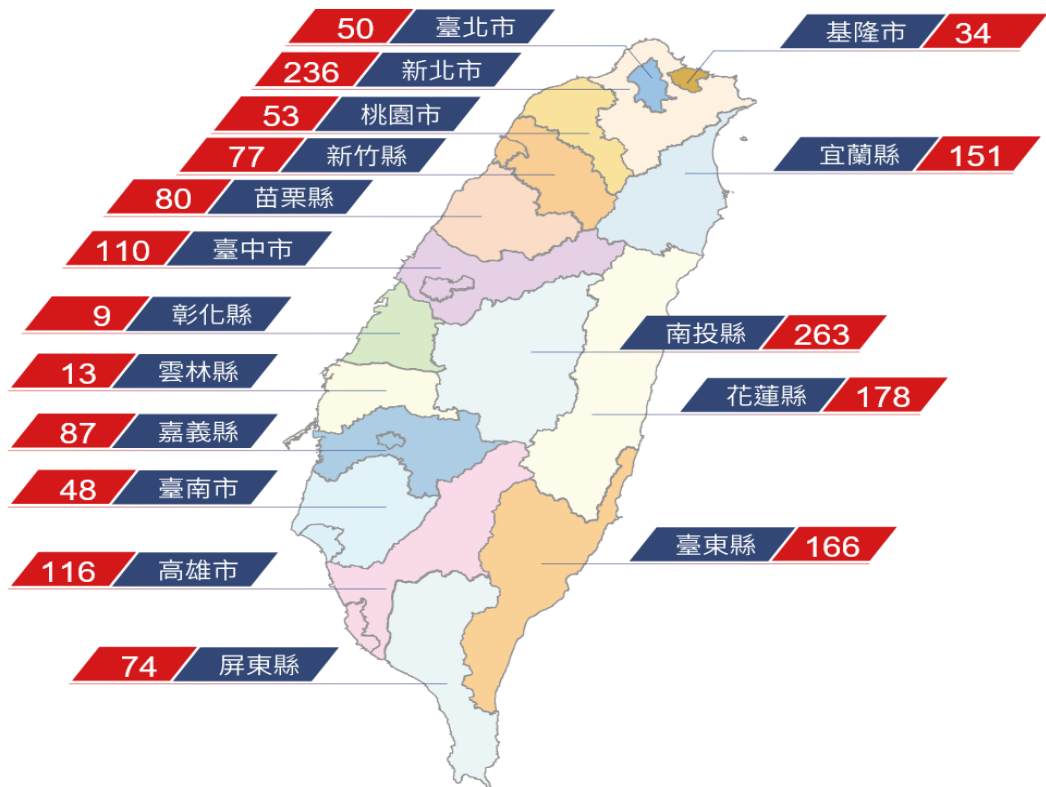 50 臺北市
基隆市 34
236 新北市
53 桃園市
77 新竹縣
宜蘭縣 151
80 苗栗縣
110 臺中市
9 彰化縣
南投縣 263
13 雲林縣
花蓮縣 178
87 嘉義縣
48 臺南市
臺東縣 166
116 高雄市
74 屏東縣